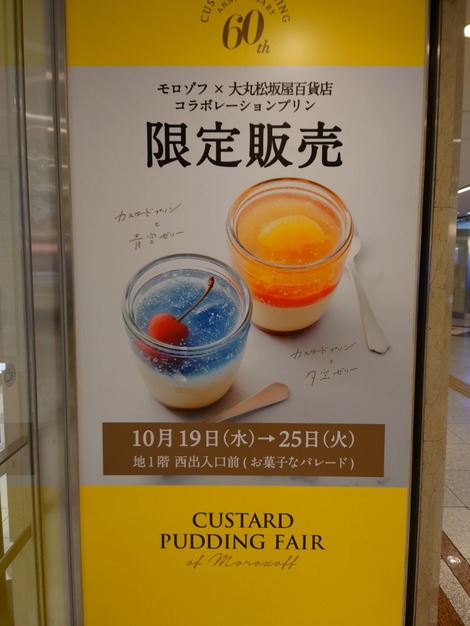 CUSTARD PUDDING
ANNIVERSARY
60th
モロゾフ × 大丸松坂屋百貨店
コラボレーションプリン
限定販売
カスタードプリン
と
青空ゼリー
カスタードプリン
と
夕空ゼリー
10月19日(水)→25日(火)
地1階 西出入口前(お菓子なパレード)
CUSTARD
PUDDING FAIR
of Morozoff